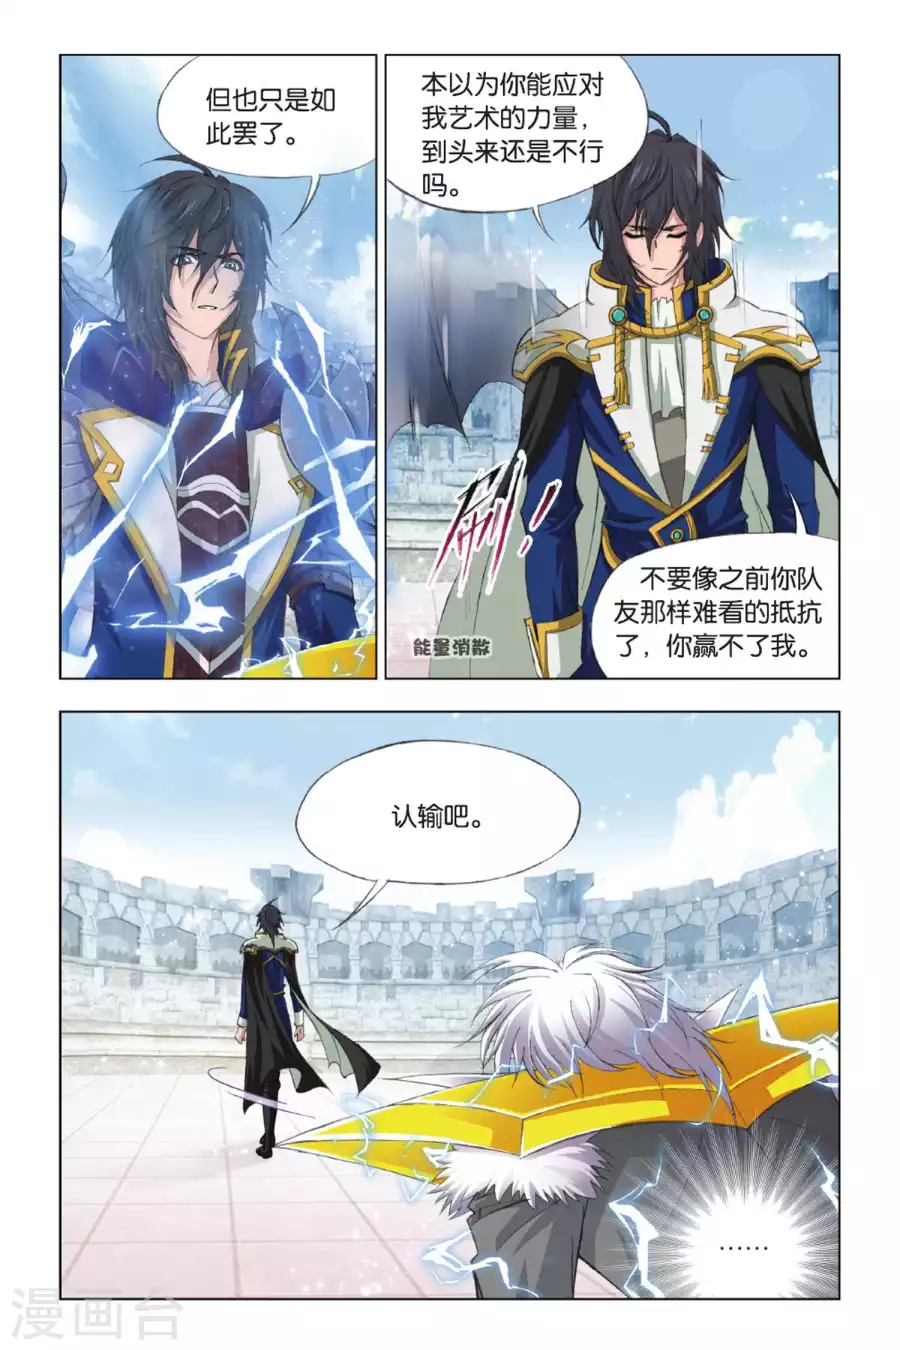 但也只是如
此罢了。
本以为你能应对
我艺术的力量，
到头来还是不行
吗。
刷！
能量消散
不要像之前你队
友那样难看的抵抗
了，你赢不了我。
认输吧。
……
漫画台